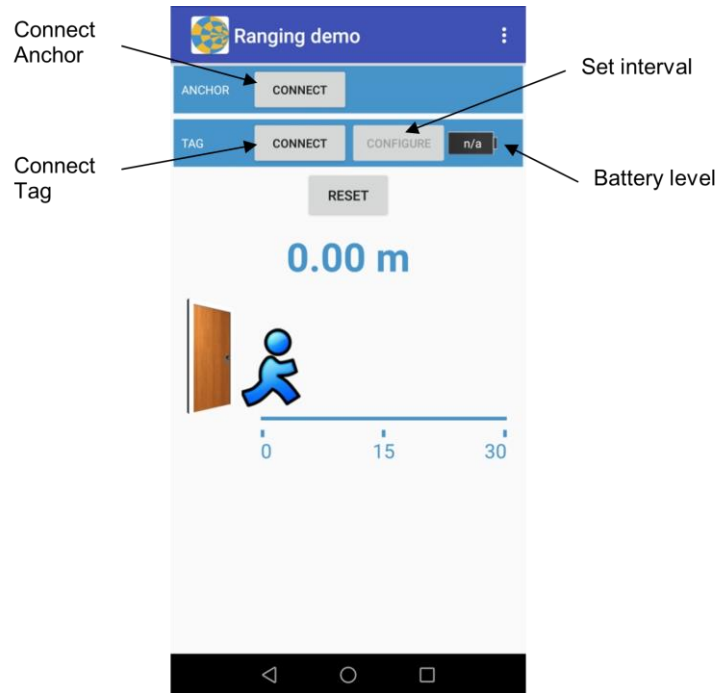 Connect
Anchor
Ranging demo
Set interval
ANCHOR CONNECT
TAG CONNECT CONFIGURE n/a
Connect
Tag
Battery level
RESET
0.00 m
0 15 30